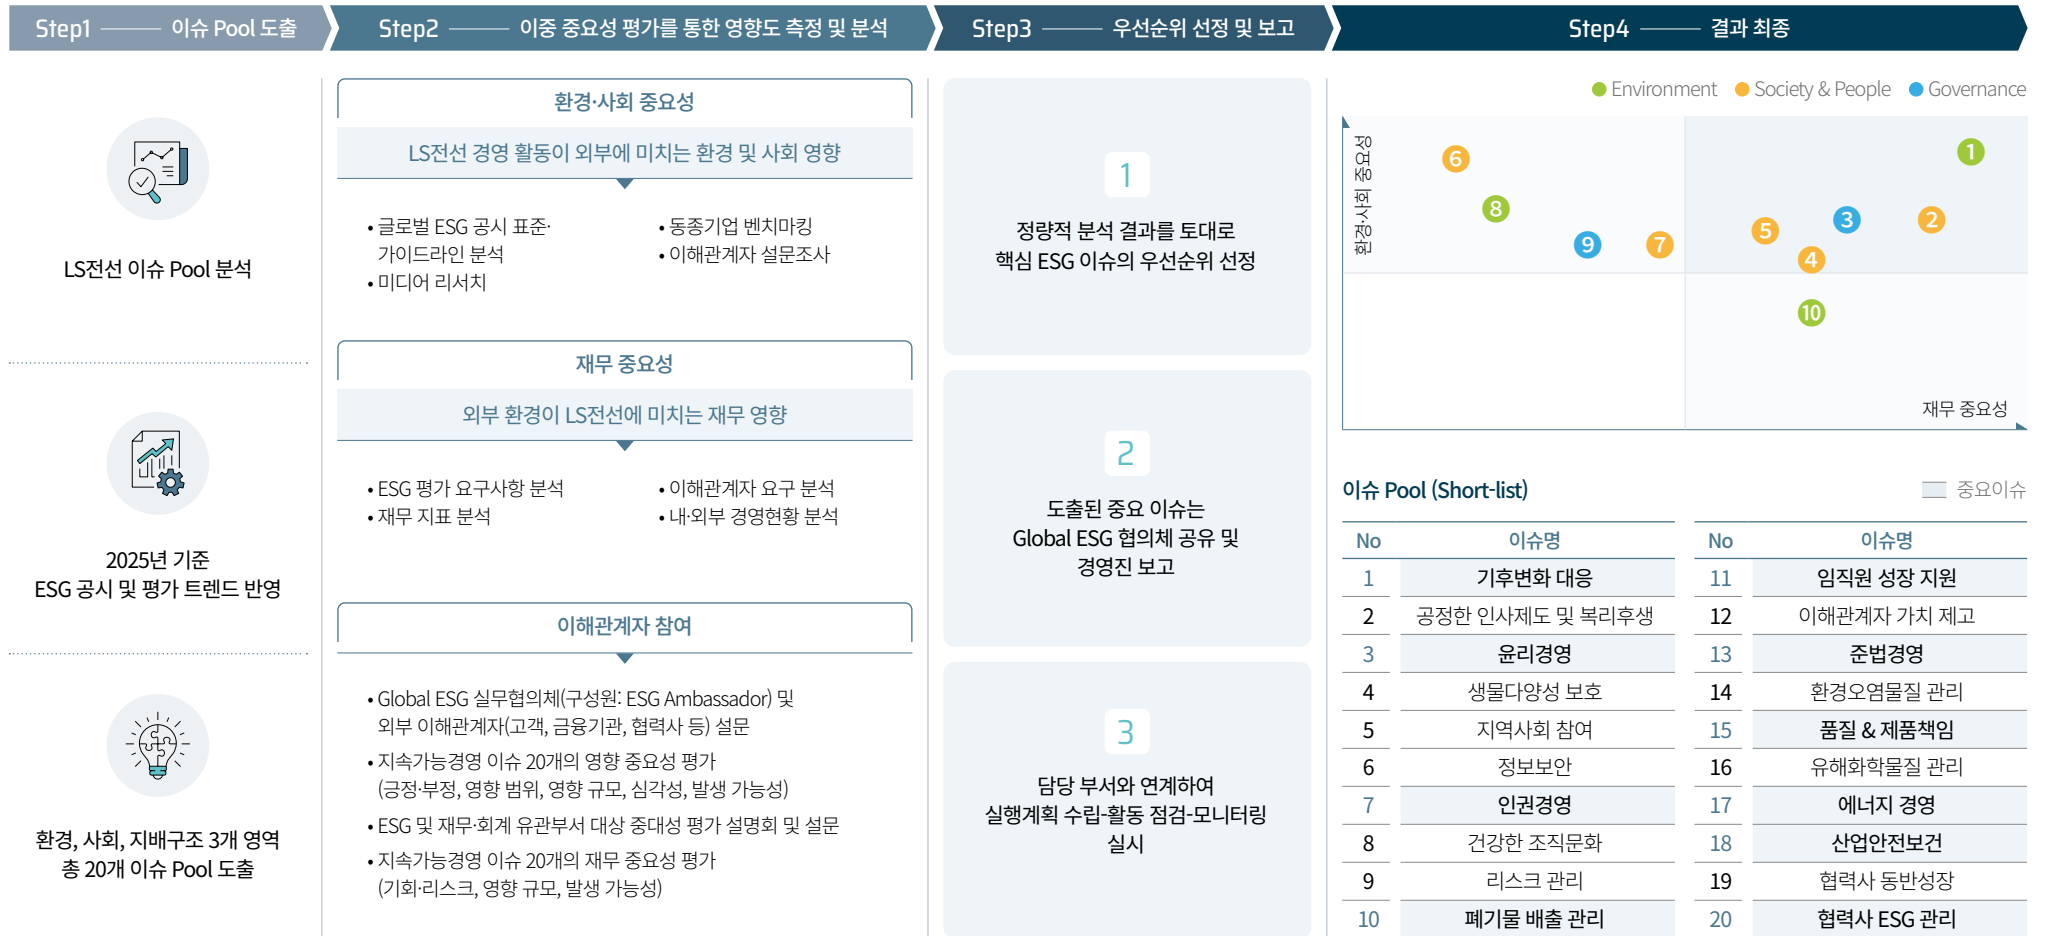 Step1 이슈 Pool 도출
LS전선 이슈 Pool 분석
2025년 기준
ESG 공시 및 평가 트렌드 반영
환경, 사회, 지배구조 3개 영역
총 20개 이슈 Pool 도출
Step2 이중 중요성 평가를 통한 영향도 측정 및 분석
환경·사회 중요성
LS전선 경영 활동이 외부에 미치는 환경 및 사회 영향
• 글로벌 ESG 공시 표준·
가이드라인 분석
• 미디어 리서치
• 동종기업 벤치마킹
• 이해관계자 설문조사
재무 중요성
외부 환경이 LS전선에 미치는 재무 영향
• ESG 평가 요구사항 분석
• 재무 지표 분석
• 이해관계자 요구 분석
• 내·외부 경영현황 분석
이해관계자 참여
• Global ESG 실무협의체(구성원: ESG Ambassador) 및
외부 이해관계자(고객, 금융기관, 협력사 등) 설문
• 지속가능경영 이슈 20개의 영향 중요성 평가
(긍정·부정, 영향 범위, 영향 규모, 심각성, 발생 가능성)
• ESG 및 재무·회계 유관부서 대상 중대성 평가 설명회 및 설문
• 지속가능경영 이슈 20개의 재무 중요성 평가
(기회·리스크, 영향 규모, 발생 가능성)
Step3 우선순위 선정 및 보고
1
정량적 분석 결과를 토대로
핵심 ESG 이슈의 우선순위 선정
2
도출된 중요 이슈는
Global ESG 협의체 공유 및
경영진 보고
3
담당 부서와 연계하여
실행계획 수립-활동 점검-모니터링
실시
Step4 결과 최종
Environment Society & People Governance
환경·사회 중요성
6
1
8
3
2
5
9
7
4
10
재무 중요성
이슈 Pool (Short-list)
중요이슈
No 이슈명
1 기후변화 대응
2 공정한 인사제도 및 복리후생
3 윤리경영
4 생물다양성 보호
5 지역사회 참여
6 정보보안
7 인권경영
8 건강한 조직문화
9 리스크 관리
10 폐기물 배출 관리
No 이슈명
11 임직원 성장 지원
12 이해관계자 가치 제고
13 준법경영
14 환경오염물질 관리
15 품질 & 제품책임
16 유해화학물질 관리
17 에너지 경영
18 산업안전보건
19 협력사 동반성장
20 협력사 ESG 관리